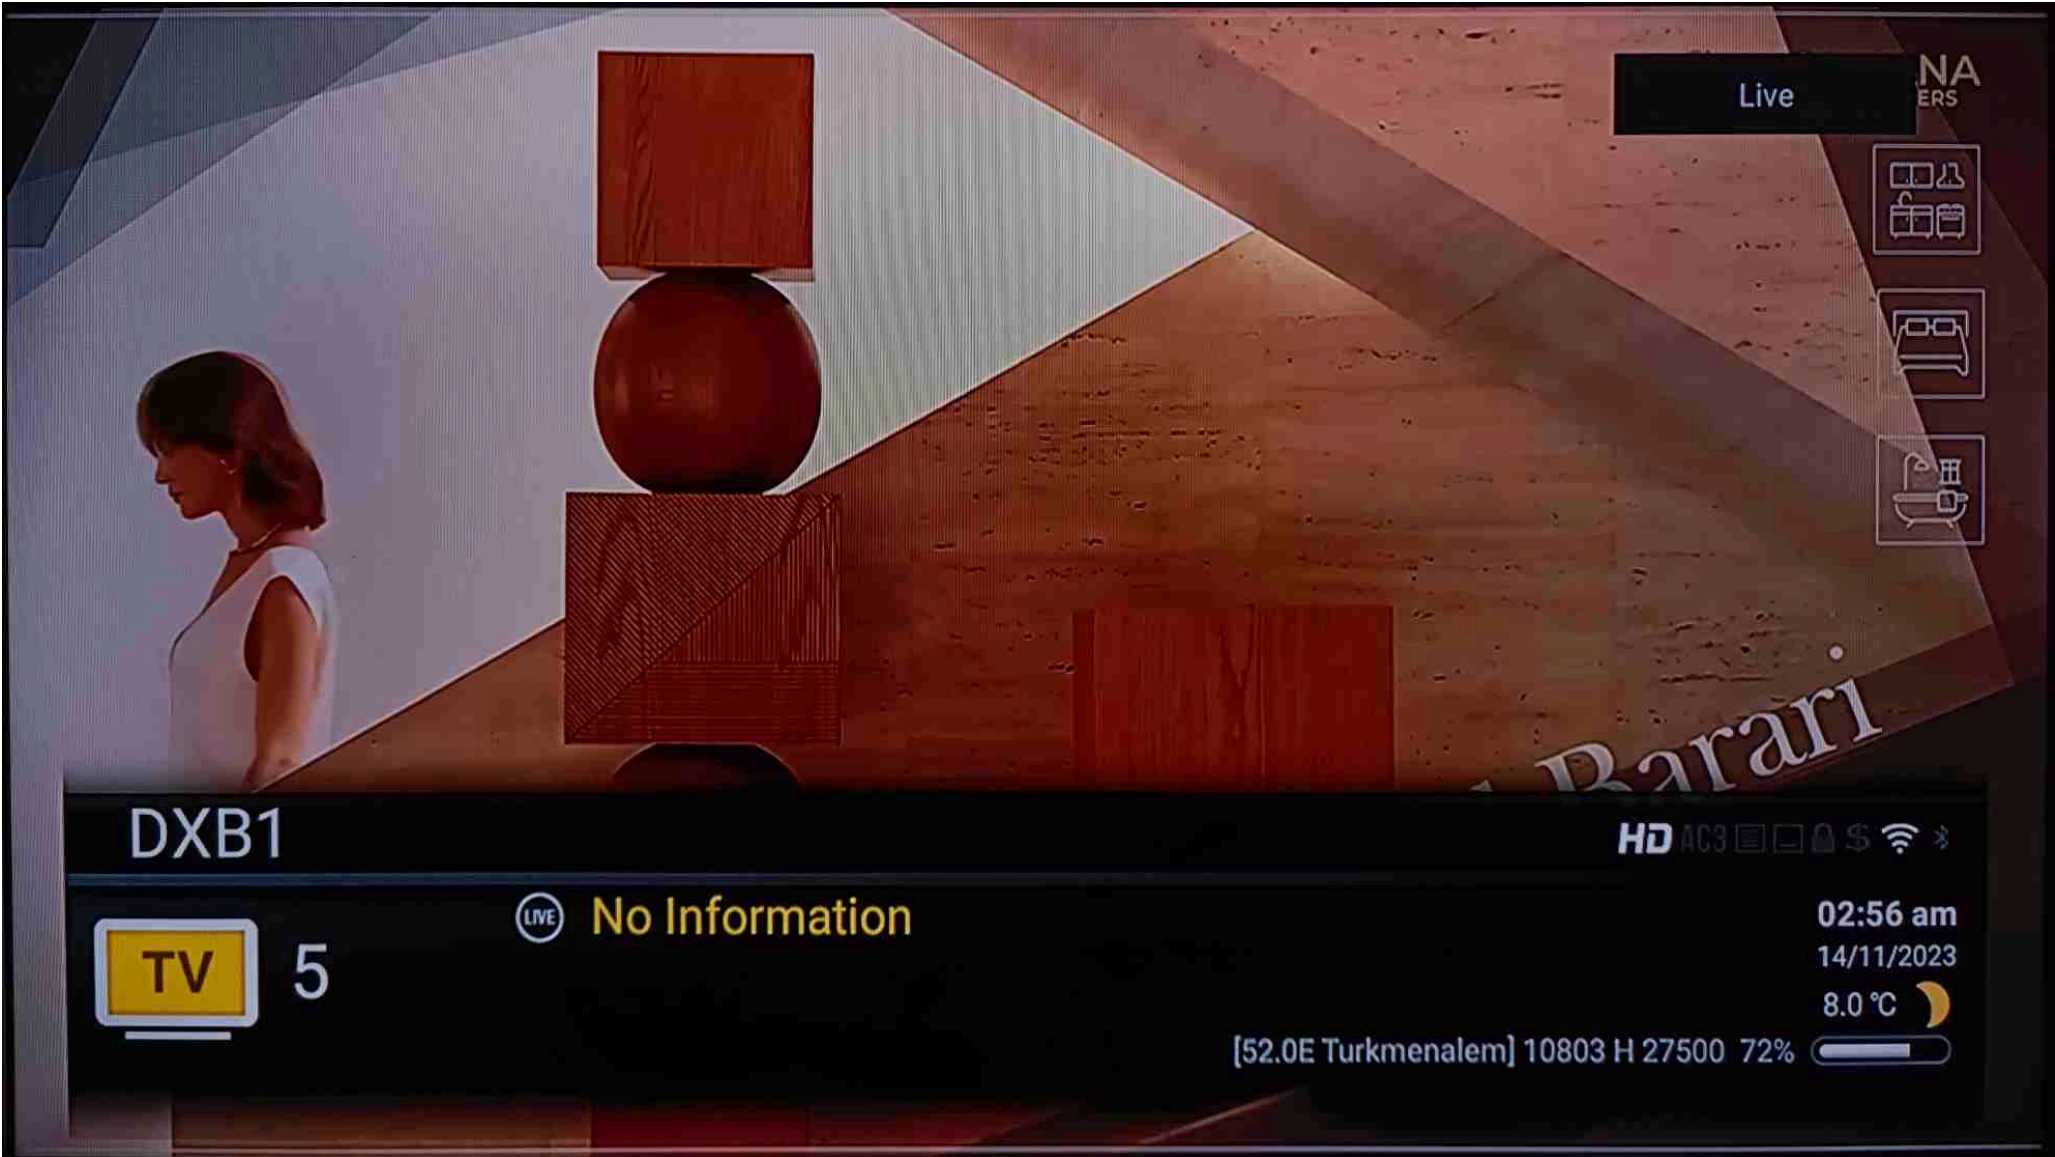 Live
NA
ERS
Barari
DXB1
HD AC3 $
TV 5
LIVE No Information
02:56 am
14/11/2023
8.0 °C
[52.0E Turkmenalem] 10803 H 27500 72%